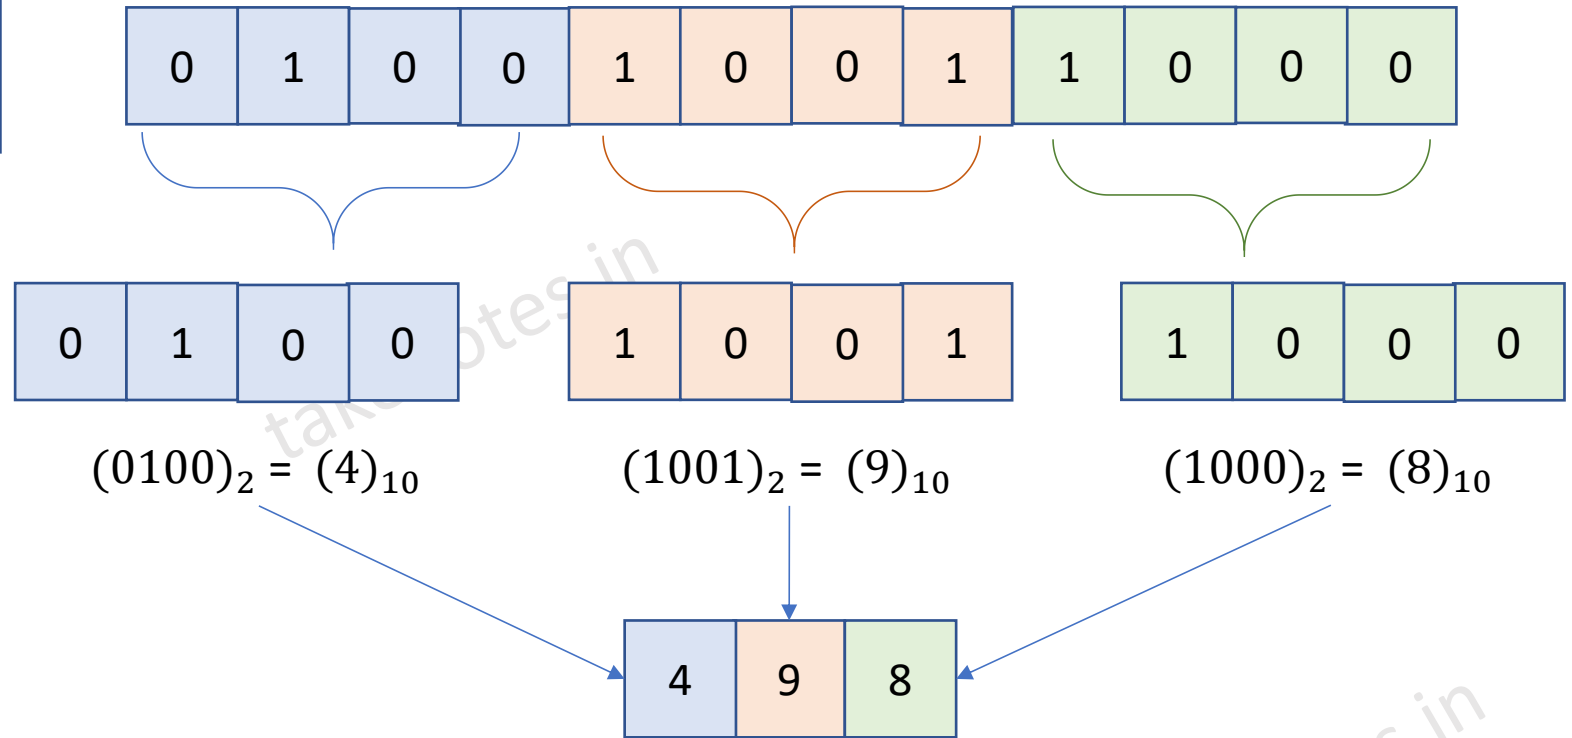 0 1 0 0 1 0 0 1 1 0 0 0
takenotes.in
0 1 0 0 1 0 0 1 1 0 0 0
(0100)₂ = (4)₁₀ (1001)₂ = (9)₁₀ (1000)₂ = (8)₁₀
4 9 8